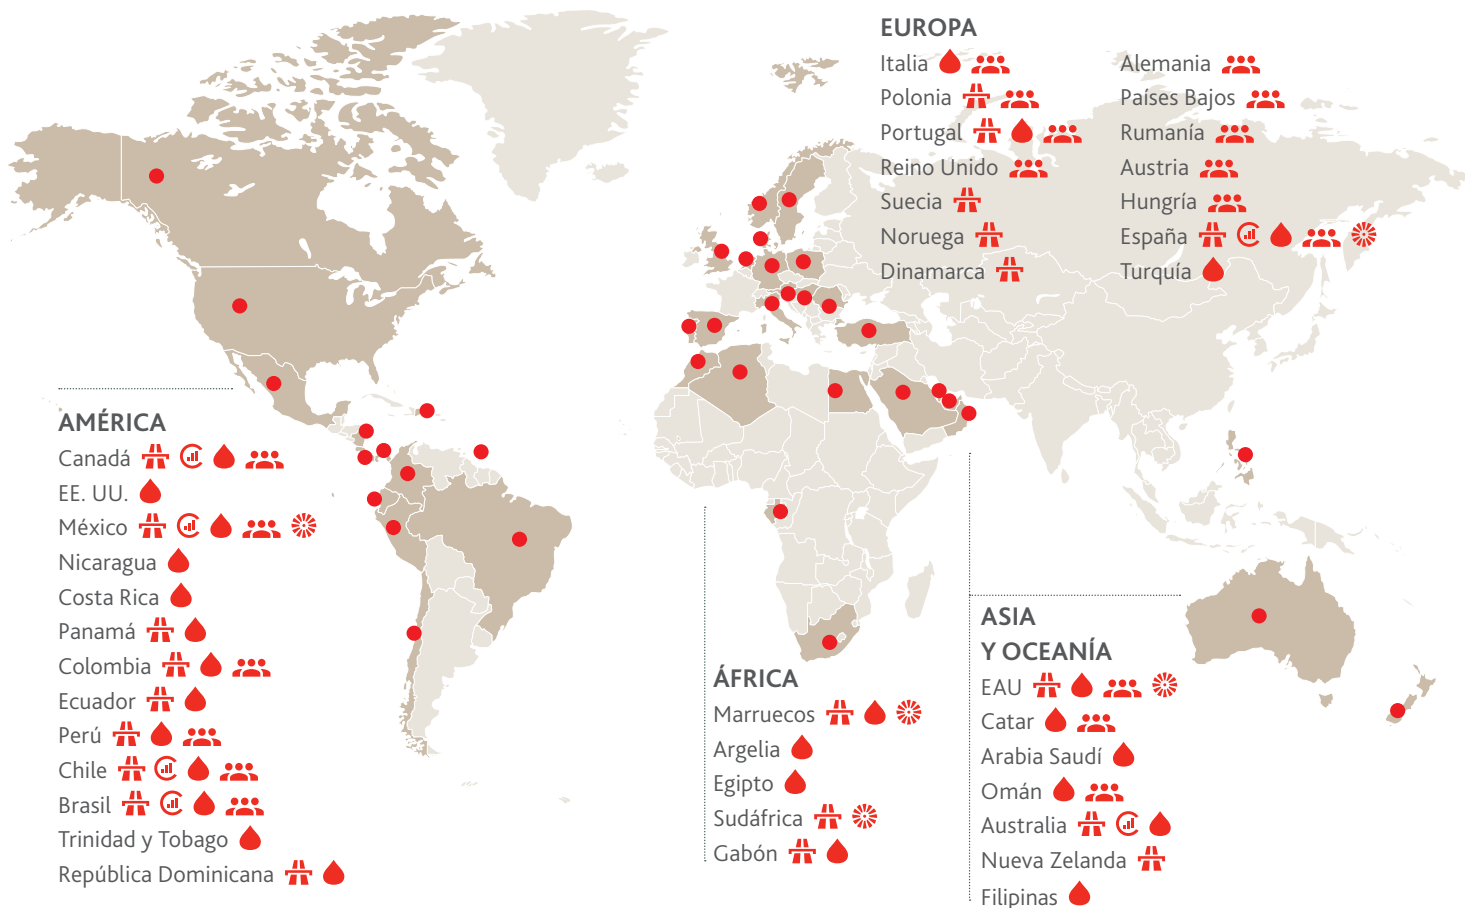 EUROPA
Italia
Polonia
Portugal
Reino Unido
Suecia
Noruega
Dinamarca
Alemania
Países Bajos
Rumanía
Austria
Hungría
España
Turquía
AMÉRICA
Canadá
EE. UU.
México
Nicaragua
Costa Rica
Panamá
Colombia
Ecuador
Perú
Chile
Brasil
Trinidad y Tobago
República Dominicana
ÁFRICA
Marruecos
Argelia
Egipto
Sudáfrica
Gabón
ASIA
Y OCEANÍA
EAU
Catar
Arabia Saudí
Omán
Australia
Nueva Zelanda
Filipinas